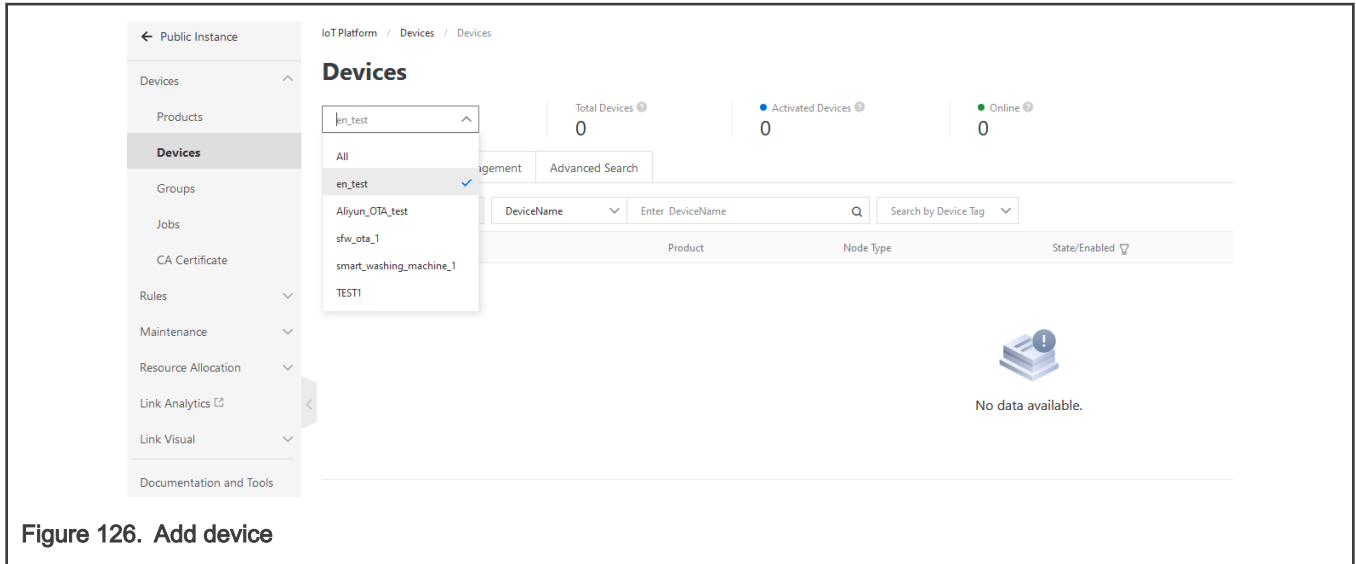 Public Instance
Devices
Products
Devices
Groups
Jobs
CA Certificate
Rules
Maintenance
Resource Allocation
Link Analytics
Link Visual
Documentation and Tools
IoT Platform / Devices / Devices
Devices
en_test
All
en_test
Aliyun_OTA_test
sfw_ota_1
smart_washing_machine_1
TEST1
Total Devices
0
Activated Devices
0
Online
0
agement
Advanced Search
DeviceName
Enter DeviceName
Search by Device Tag
Product
Node Type
State/Enabled
No data available.
Figure 126. Add device